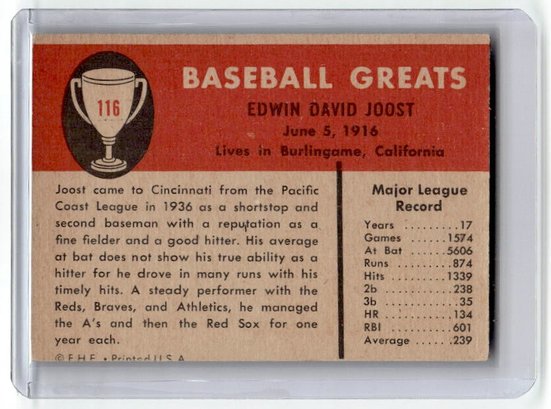 116
BASEBALL GREATS
EDWIN DAVID JOOST
June 5, 1916
Lives in Burlingame, California
Joost came to Cincinnati from the Pacific
Coast League in 1936 as a shortstop and
second baseman with a reputation as a
fine fielder and a good hitter. His average
at bat does not show his true ability as a
hitter for he drove in many runs with his
timely hits. A steady performer with the
Reds, Braves, and Athletics, he managed
the A's and then the Red Sox for one
year each.
© F.H.F. • Printed U.S.A.
Major League
Record
Years .........17
Games .......1574
At Bat .......5606
Runs .........874
Hits .........1339
2b ...........238
3b ............35
HR ...........134
RBI ..........601
Average .....239